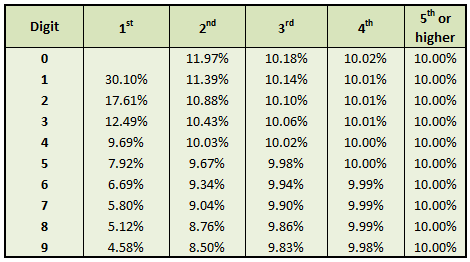 Digit 1st 2nd 3rd 4th 5th or higher
0 11.97% 10.18% 10.02% 10.00%
1 30.10% 11.39% 10.14% 10.01% 10.00%
2 17.61% 10.88% 10.10% 10.01% 10.00%
3 12.49% 10.43% 10.06% 10.01% 10.00%
4 9.69% 10.03% 10.02% 10.00% 10.00%
5 7.92% 9.67% 9.98% 10.00% 10.00%
6 6.69% 9.34% 9.94% 9.99% 10.00%
7 5.80% 9.04% 9.90% 9.99% 10.00%
8 5.12% 8.76% 9.86% 9.99% 10.00%
9 4.58% 8.50% 9.83% 9.98% 10.00%